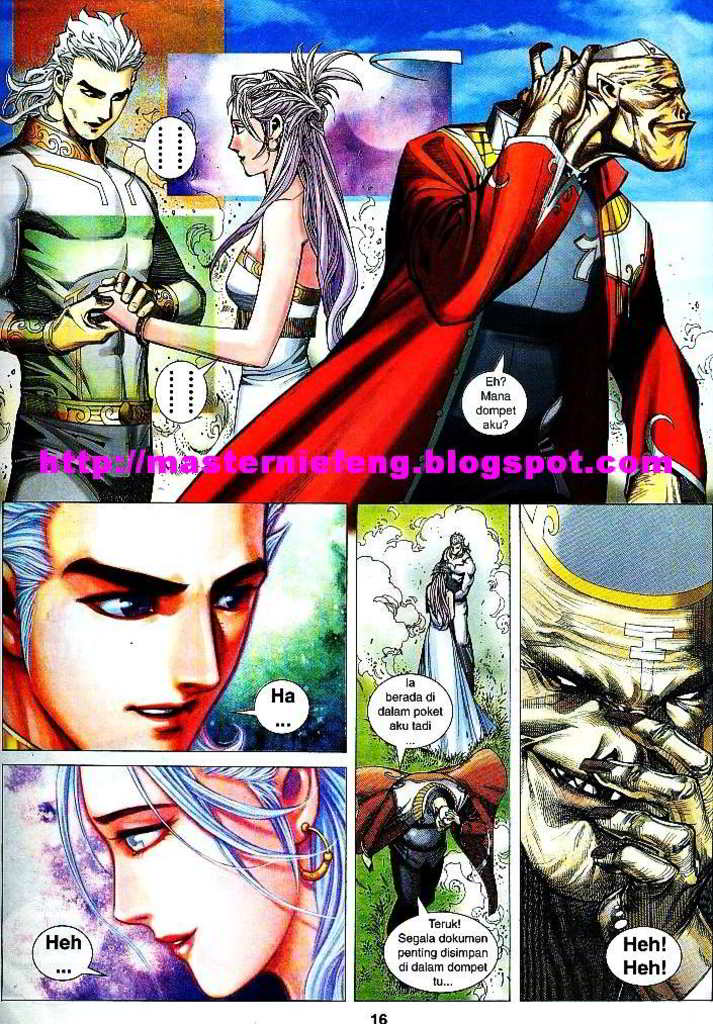 Eh?
Mana
dompet
aku?
http://masterniefeng.blogspot.com
Ha
...
Heh
...
Ia
berada di
dalam poket
aku tadi
...
Teruk!
Segala dokumen
penting disimpan
di dalam dompet
tu...
Heh!
Heh!
16